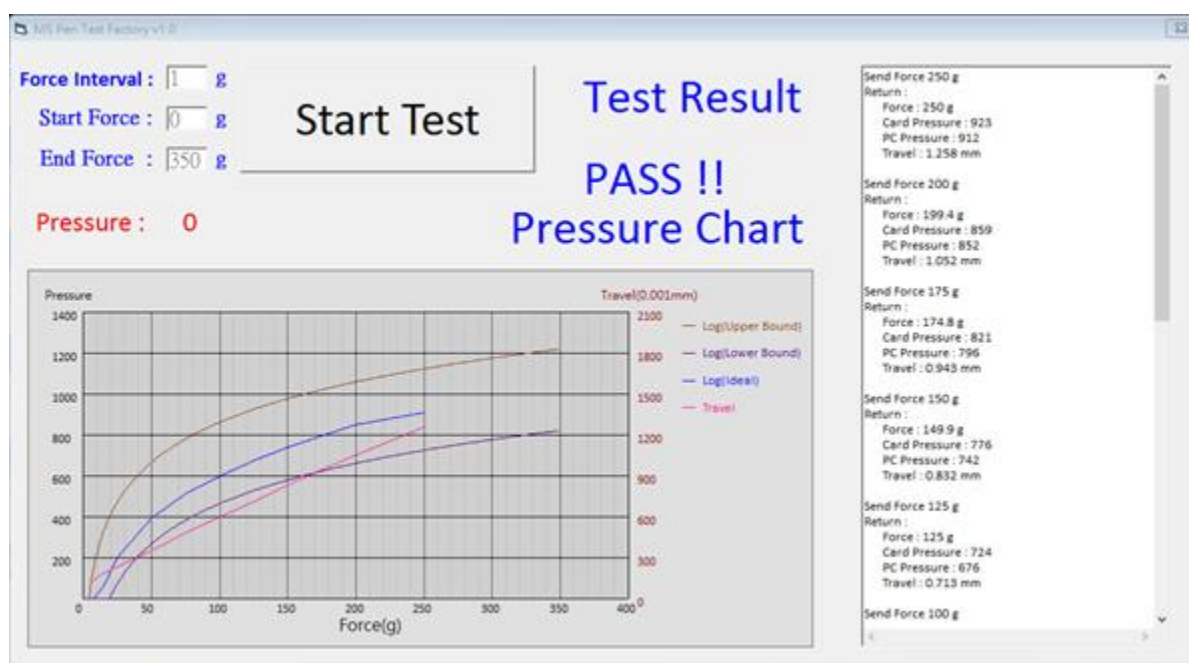 MS Pen Test Factory v1.0
Force Interval : 1 g
Start Force : 0 g
End Force : 350 g
Start Test
Test Result
PASS !!
Pressure Chart
Pressure : 0
Pressure
Travel(0.001mm)
1400
1200
1000
800
600
400
200
2100
1800
1500
1200
900
600
300
0
0 50 100 150 200 250 300 350 400
Force(g)
Log(Upper Bound)
Log(Lower Bound)
Log(Ideal)
Travel
Send Force 250 g
Return :
Force : 250 g
Card Pressure : 923
PC Pressure : 912
Travel : 1.258 mm
Send Force 200 g
Return :
Force : 199.4 g
Card Pressure : 859
PC Pressure : 852
Travel : 1.052 mm
Send Force 175 g
Return :
Force : 174.8 g
Card Pressure : 821
PC Pressure : 796
Travel : 0.943 mm
Send Force 150 g
Return :
Force : 149.9 g
Card Pressure : 776
PC Pressure : 742
Travel : 0.832 mm
Send Force 125 g
Return :
Force : 125 g
Card Pressure : 724
PC Pressure : 676
Travel : 0.713 mm
Send Force 100 g